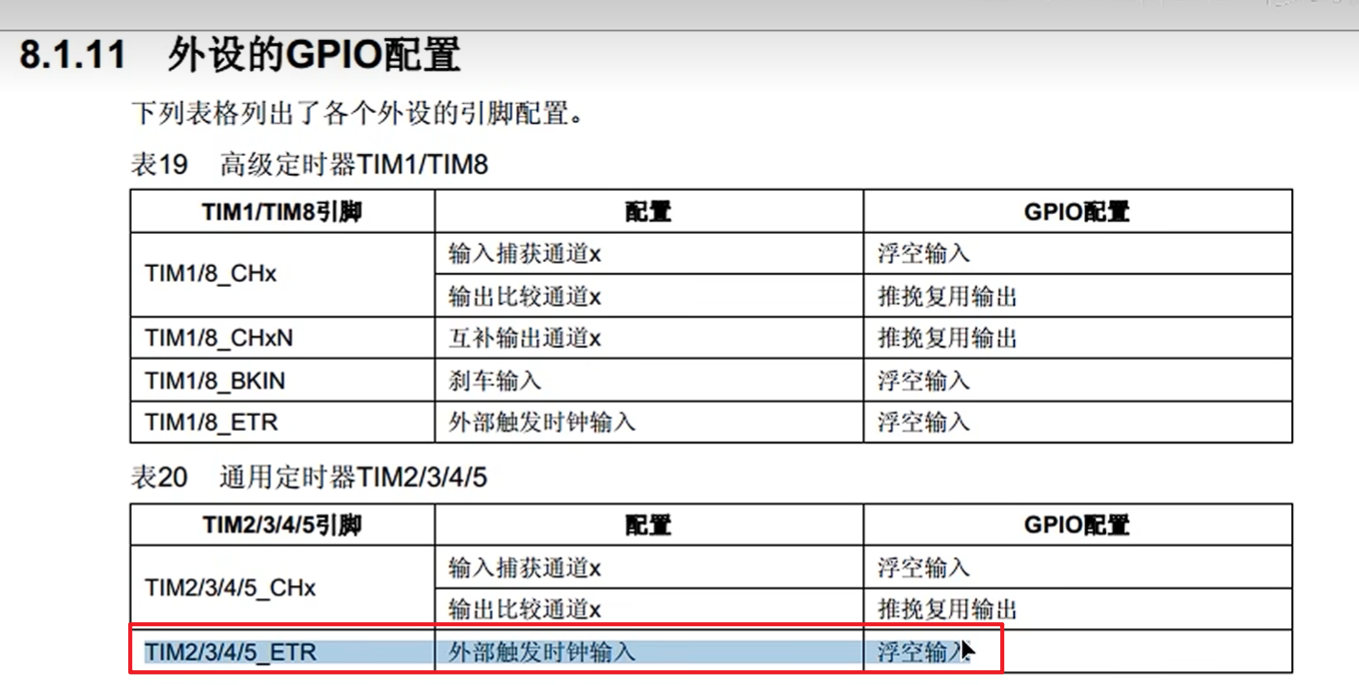 8.1.11 外设的GPIO配置
下列表格列出了各个外设的引脚配置。
表19 高级定时器TIM1/TIM8
TIM1/TIM8引脚 配置 GPIO配置
TIM1/8_CHx 输入捕获通道x 浮空输入
输出比较通道x 推挽复用输出
TIM1/8_CHxN 互补输出通道x 推挽复用输出
TIM1/8_BKIN 刹车输入 浮空输入
TIM1/8_ETR 外部触发时钟输入 浮空输入
表20 通用定时器TIM2/3/4/5
TIM2/3/4/5引脚 配置 GPIO配置
TIM2/3/4/5_CHx 输入捕获通道x 浮空输入
输出比较通道x 推挽复用输出
TIM2/3/4/5_ETR 外部触发时钟输入 浮空输入